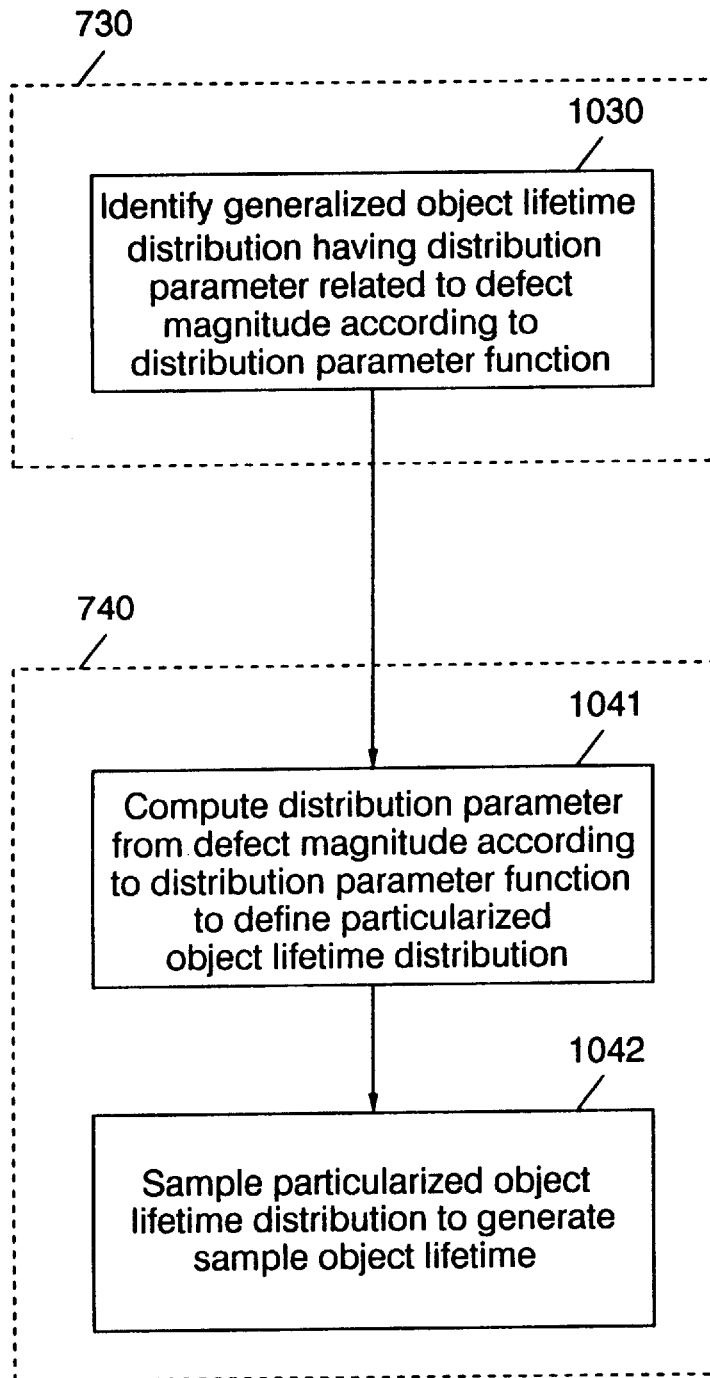 730
1030
Identify generalized object lifetime
distribution having distribution
parameter related to defect
magnitude according to
distribution parameter function
740
1041
Compute distribution parameter
from defect magnitude according
to distribution parameter function
to define particularized
object lifetime distribution
1042
Sample particularized object
lifetime distribution to generate
sample object lifetime